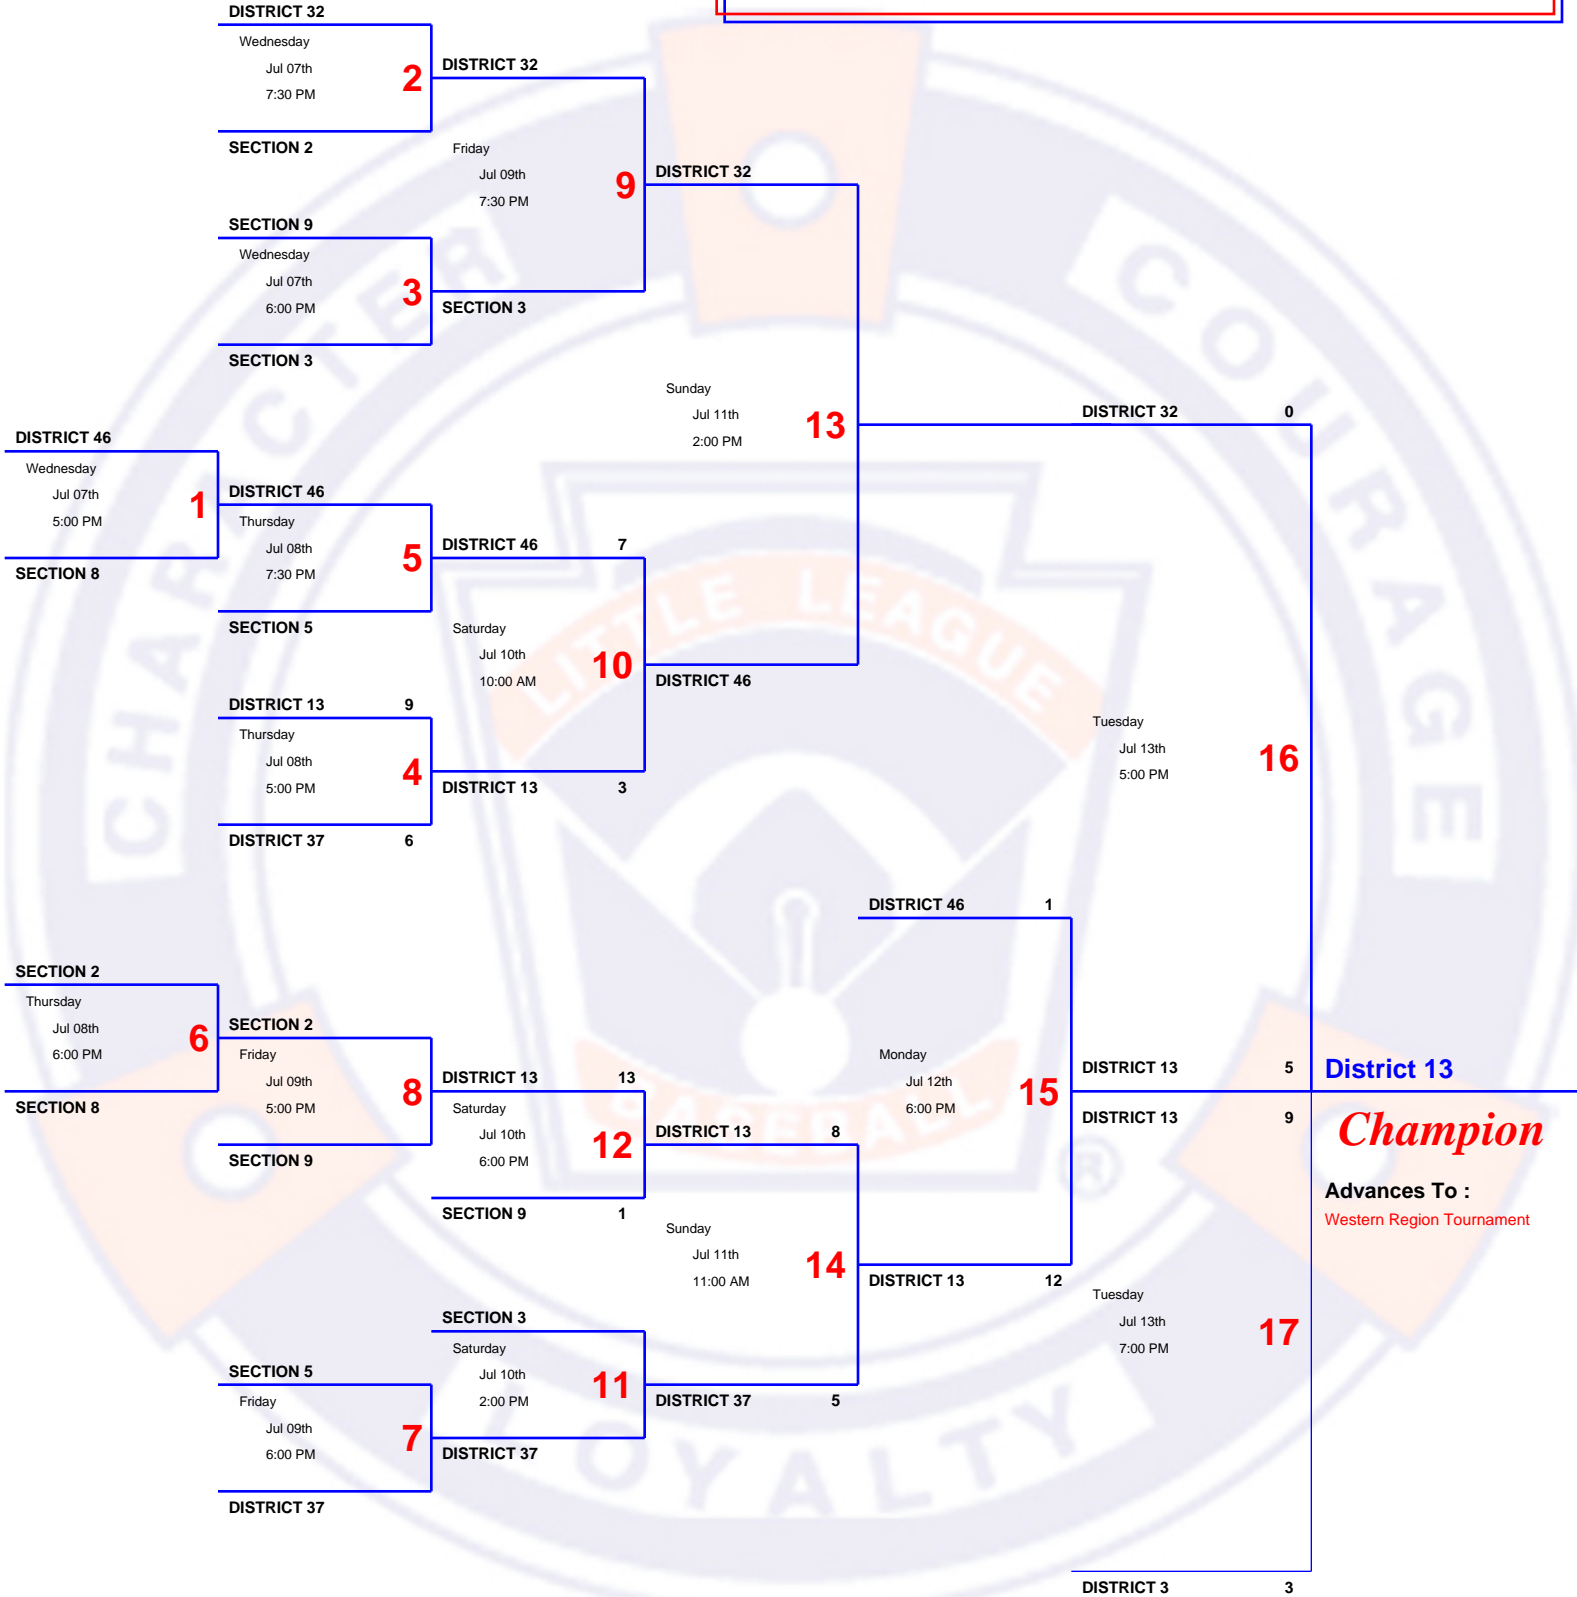 DISTRICT 32
Wednesday
Jul 07th
7:30 PM
2
SECTION 2
DISTRICT 32
Friday
Jul 09th
7:30 PM
9
SECTION 9
Wednesday
Jul 07th
6:00 PM
3
SECTION 3
SECTION 3
DISTRICT 32
Sunday
Jul 11th
2:00 PM
13
DISTRICT 46
Wednesday
Jul 07th
5:00 PM
1
SECTION 8
DISTRICT 46
Thursday
Jul 08th
7:30 PM
5
SECTION 5
DISTRICT 46 7
Saturday
Jul 10th
10:00 AM
10
DISTRICT 46
DISTRICT 13 9
Thursday
Jul 08th
5:00 PM
4
DISTRICT 37 6
DISTRICT 13 3
DISTRICT 32 0
Tuesday
Jul 13th
5:00 PM
16
SECTION 2
Thursday
Jul 08th
6:00 PM
6
SECTION 8
SECTION 2
Friday
Jul 09th
5:00 PM
8
SECTION 9
DISTRICT 13 13
Saturday
Jul 10th
6:00 PM
12
SECTION 9 1
DISTRICT 13 8
Sunday
Jul 11th
11:00 AM
14
SECTION 3
Saturday
Jul 10th
2:00 PM
11
SECTION 5
Friday
Jul 09th
6:00 PM
7
DISTRICT 37
DISTRICT 37
DISTRICT 37 5
DISTRICT 46 1
Monday
Jul 12th
6:00 PM
15
DISTRICT 13 12
DISTRICT 13 5
DISTRICT 13 9
Tuesday
Jul 13th
7:00 PM
17
DISTRICT 3 3
District 13
Champion
Advances To :
Western Region Tournament
CHARACTER
COURAGE
LOYALTY
LITTLE LEAGUE
BASEBALL
®